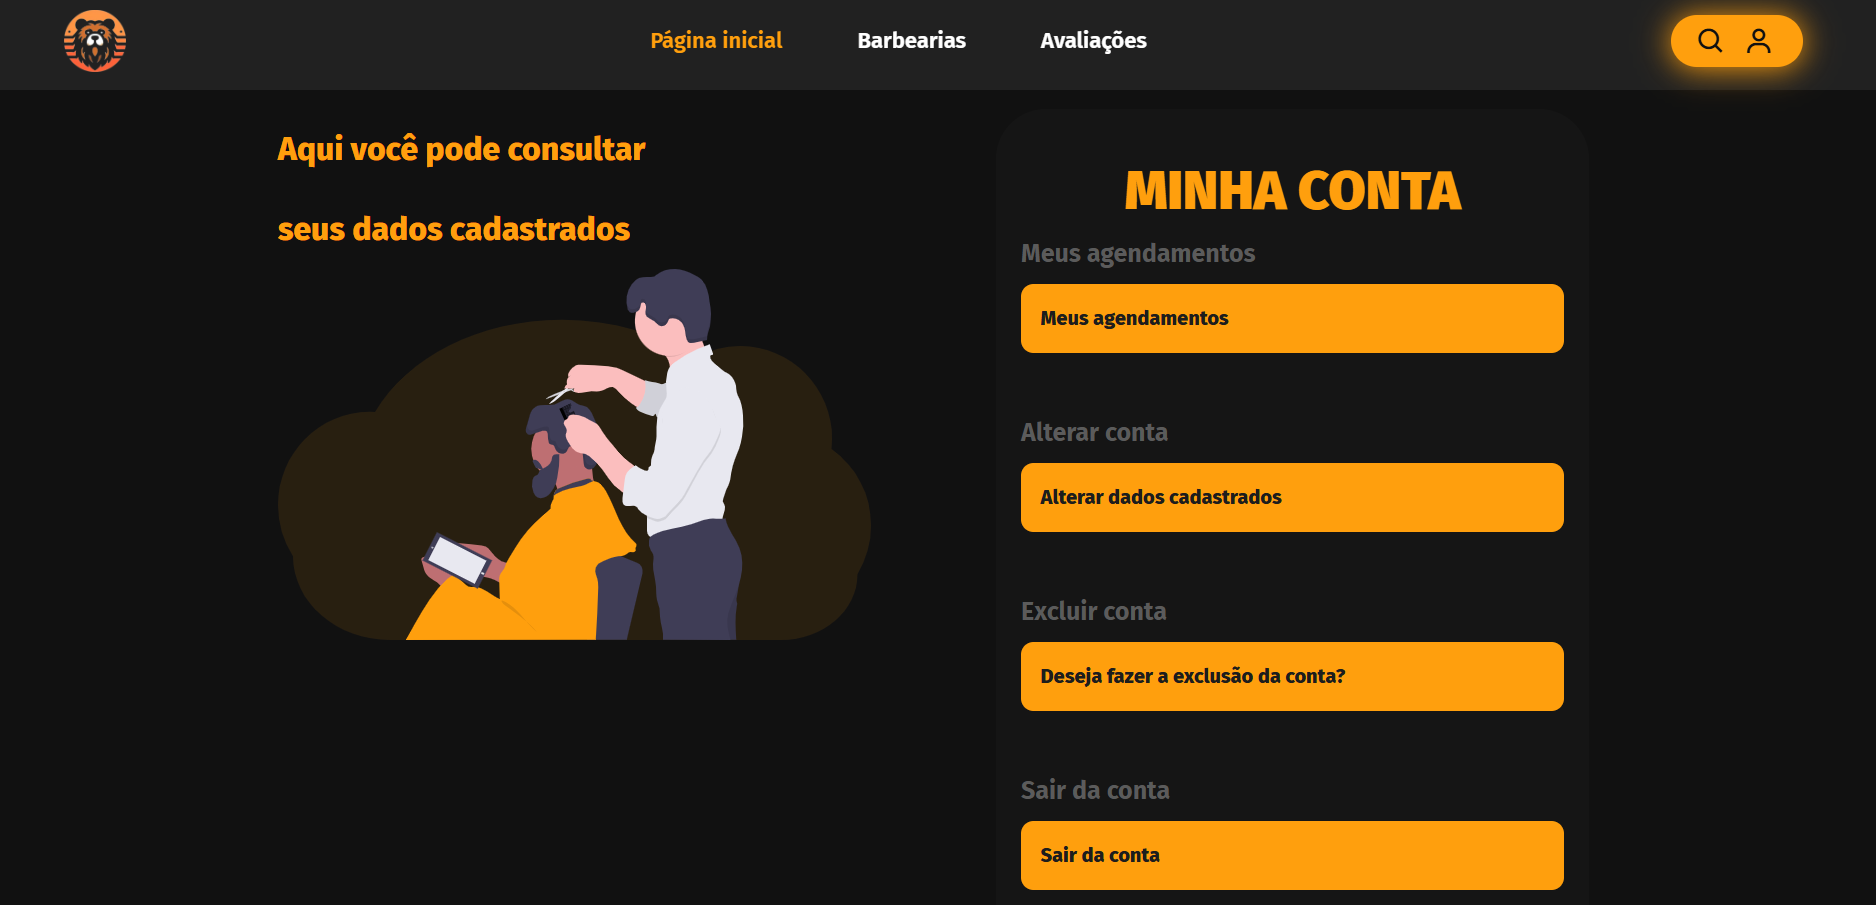 Página inicial
Barbearias
Avaliações
Aqui você pode consultar
seus dados cadastrados
MINHA CONTA
Meus agendamentos
Meus agendamentos
Alterar conta
Alterar dados cadastrados
Excluir conta
Deseja fazer a exclusão da conta?
Sair da conta
Sair da conta